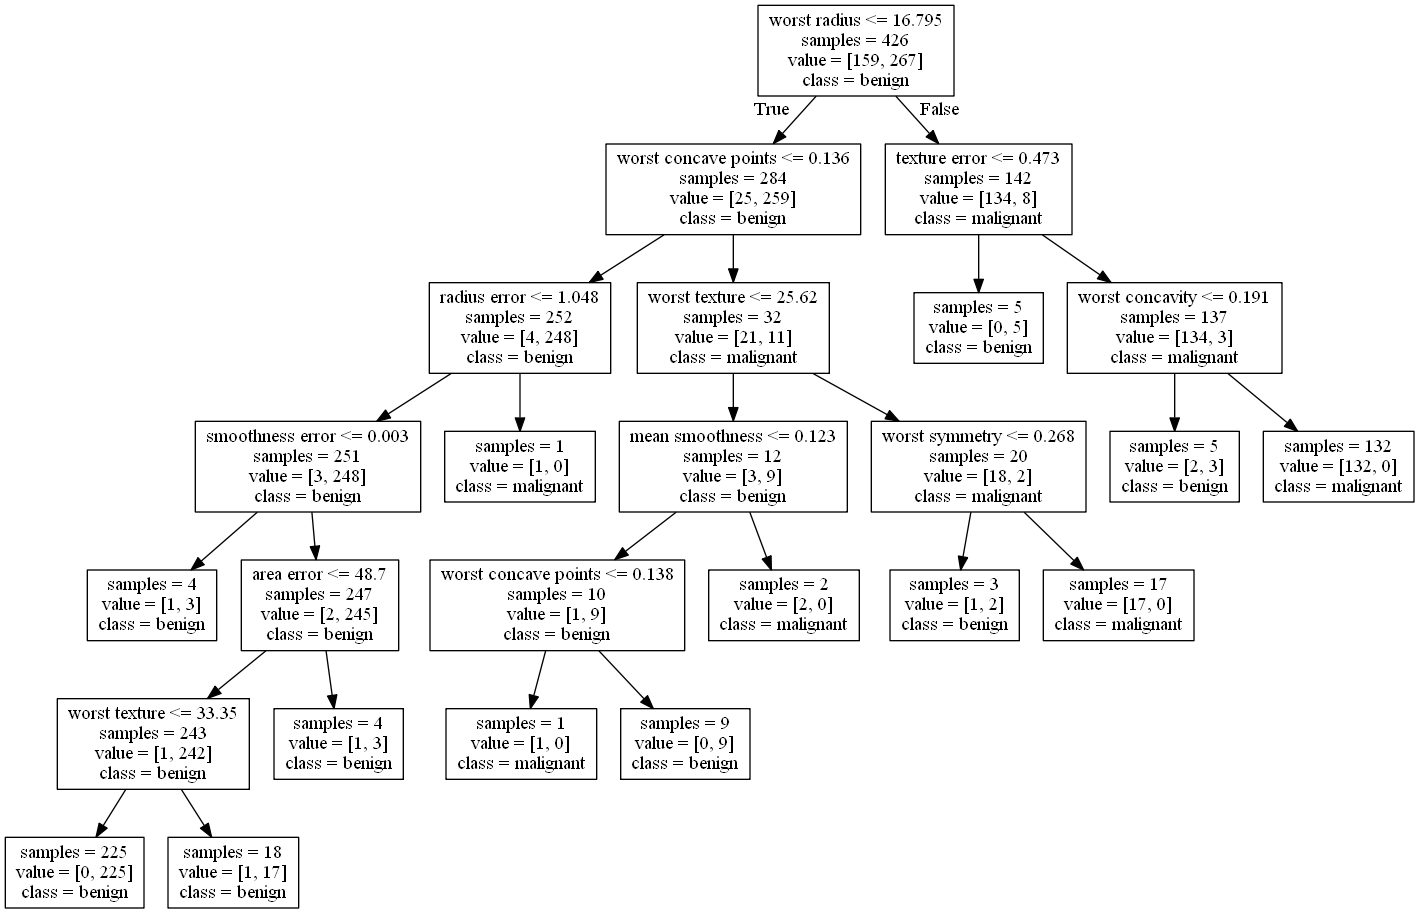 worst radius <= 16.795
samples = 426
value = [159, 267]
class = benign
True
False
worst concave points <= 0.136
samples = 284
value = [25, 259]
class = benign
texture error <= 0.473
samples = 142
value = [134, 8]
class = malignant
radius error <= 1.048
samples = 252
value = [4, 248]
class = benign
worst texture <= 25.62
samples = 32
value = [21, 11]
class = malignant
samples = 5
value = [0, 5]
class = benign
worst concavity <= 0.191
samples = 137
value = [134, 3]
class = malignant
smoothness error <= 0.003
samples = 251
value = [3, 248]
class = benign
samples = 1
value = [1, 0]
class = malignant
mean smoothness <= 0.123
samples = 12
value = [3, 9]
class = benign
worst symmetry <= 0.268
samples = 20
value = [18, 2]
class = malignant
samples = 5
value = [2, 3]
class = benign
samples = 132
value = [132, 0]
class = malignant
samples = 4
value = [1, 3]
class = benign
area error <= 48.7
samples = 247
value = [2, 245]
class = benign
worst concave points <= 0.138
samples = 10
value = [1, 9]
class = benign
samples = 2
value = [2, 0]
class = malignant
samples = 3
value = [1, 2]
class = benign
samples = 17
value = [17, 0]
class = malignant
worst texture <= 33.35
samples = 243
value = [1, 242]
class = benign
samples = 4
value = [1, 3]
class = benign
samples = 1
value = [1, 0]
class = malignant
samples = 9
value = [0, 9]
class = benign
samples = 225
value = [0, 225]
class = benign
samples = 18
value = [1, 17]
class = benign